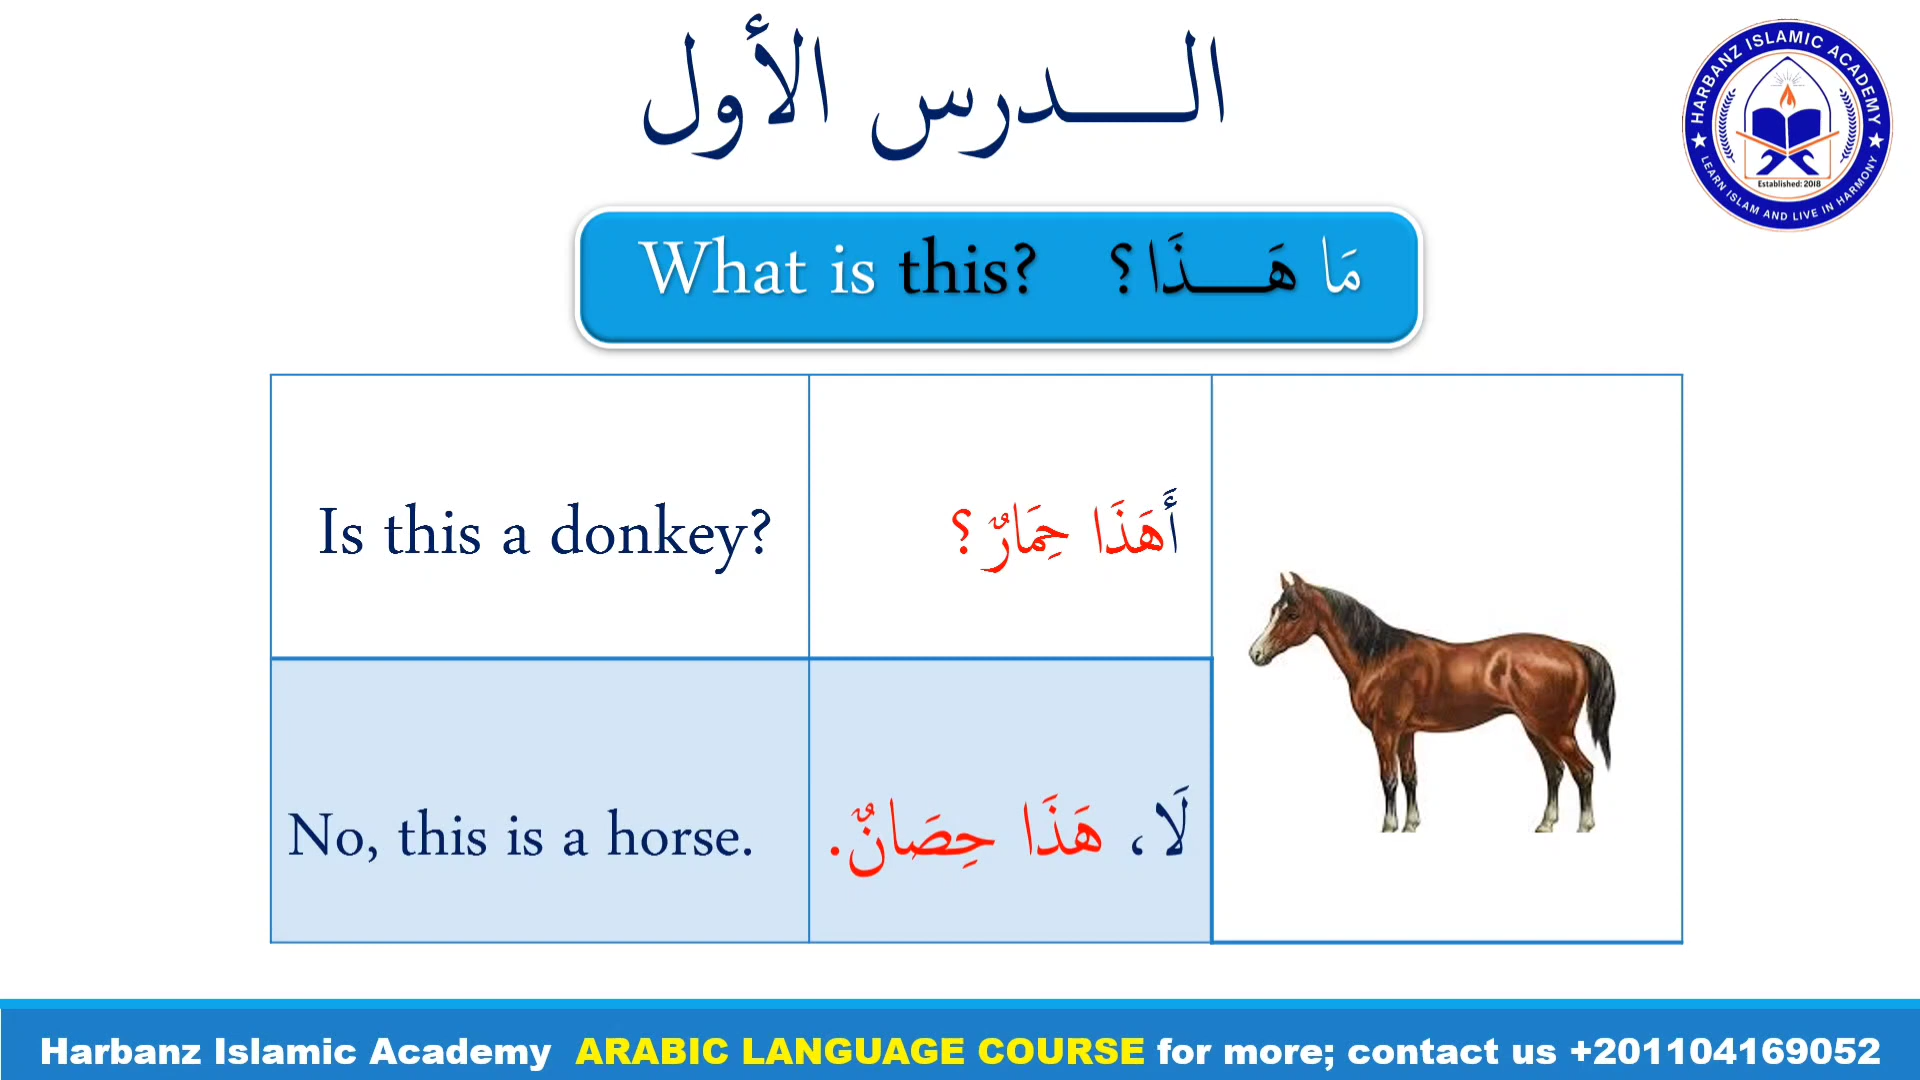 الـــدرس الأول
HARBANZ ISLAMIC ACADEMY
Established: 2018
LEARN ISLAM AND LIVE IN HARMONY
What is this? مَا هَـــذَا؟
Is this a donkey? أَهَذَا حِمَارٌ؟
No, this is a horse. لَا، هَذَا حِصَانٌ.
Harbanz Islamic Academy ARABIC LANGUAGE COURSE for more; contact us +201104169052